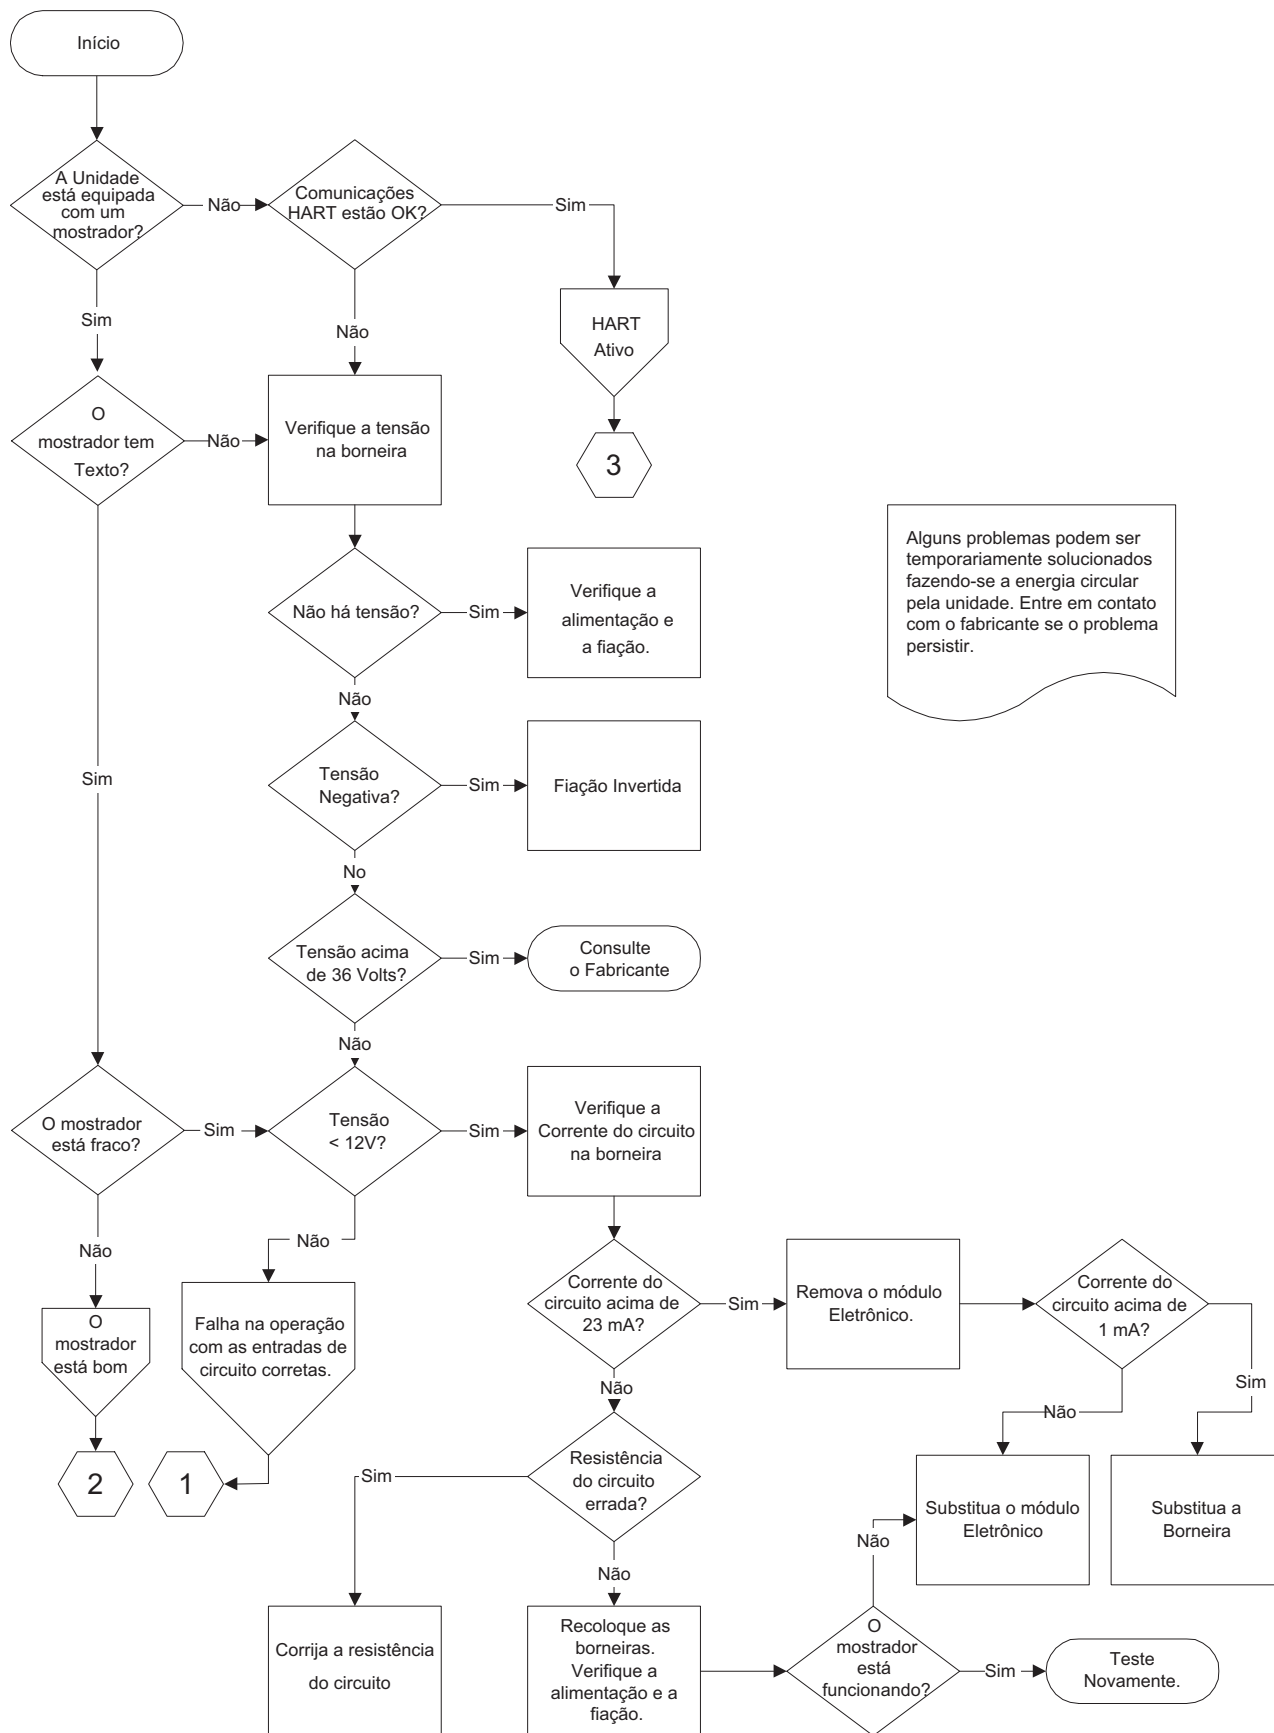 Início
A Unidade
está equipada
com um
mostrador?
Não
Comunicações
HART estão OK?
Sim
Sim
Não
HART
Ativo
3
O
mostrador tem
Texto?
Não
Verifique a tensão
na borneira
Alguns problemas podem ser
temporariamente solucionados
fazendo-se a energia circular
pela unidade. Entre em contato
com o fabricante se o problema
persistir.
Não há tensão?
Sim
Verifique a
alimentação e
a fiação.
Não
Sim
Tensão
Negativa?
Sim
Fiação Invertida
No
Tensão acima
de 36 Volts?
Sim
Consulte
o Fabricante
Não
O mostrador
está fraco?
Sim
Tensão
< 12V?
Sim
Verifique a
Corrente do circuito
na borneira
Não
Não
O
mostrador
está bom
2
Falha na operação
com as entradas de
circuito corretas.
1
Corrente do
circuito acima de
23 mA?
Sim
Remova o módulo
Eletrônico.
Corrente do
circuito acima de
1 mA?
Não
Não
Sim
Sim
Resistência
do circuito
errada?
Substitua o módulo
Eletrônico
Substitua a
Borneira
Não
Não
Corrija a resistência
do circuito
Recoloque as
borneiras.
Verifique a
alimentação e a
fiação.
O
mostrador
está
funcionando?
Sim
Teste
Novamente.